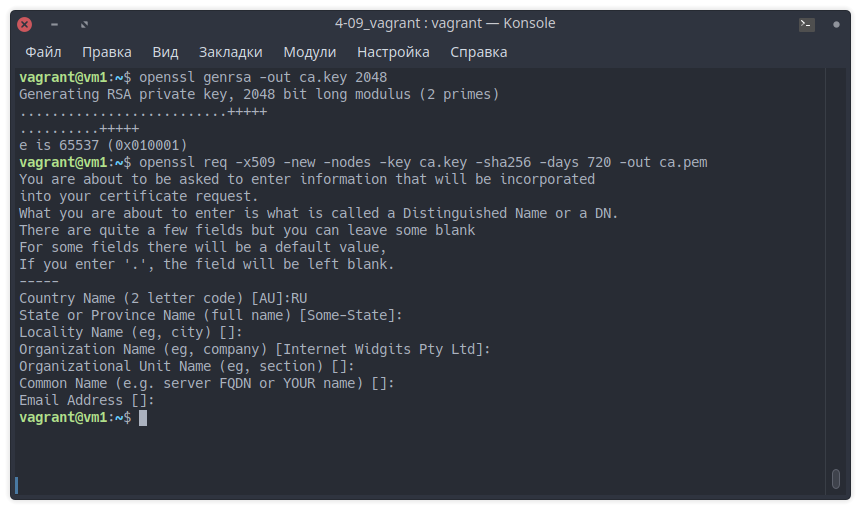 4-09_vagrant : vagrant — Konsole
Файл Правка Вид Закладки Модули Настройка Справка
vagrant@vm1:~$ openssl genrsa -out ca.key 2048
Generating RSA private key, 2048 bit long modulus (2 primes)
..........................+++++
..........+++++
e is 65537 (0x010001)
vagrant@vm1:~$ openssl req -x509 -new -nodes -key ca.key -sha256 -days 720 -out ca.pem
You are about to be asked to enter information that will be incorporated
into your certificate request.
What you are about to enter is what is called a Distinguished Name or a DN.
There are quite a few fields but you can leave some blank
For some fields there will be a default value,
If you enter '.', the field will be left blank.
-----
Country Name (2 letter code) [AU]:RU
State or Province Name (full name) [Some-State]:
Locality Name (eg, city) []:
Organization Name (eg, company) [Internet Widgits Pty Ltd]:
Organizational Unit Name (eg, section) []:
Common Name (e.g. server FQDN or YOUR name) []:
Email Address []:
vagrant@vm1:~$